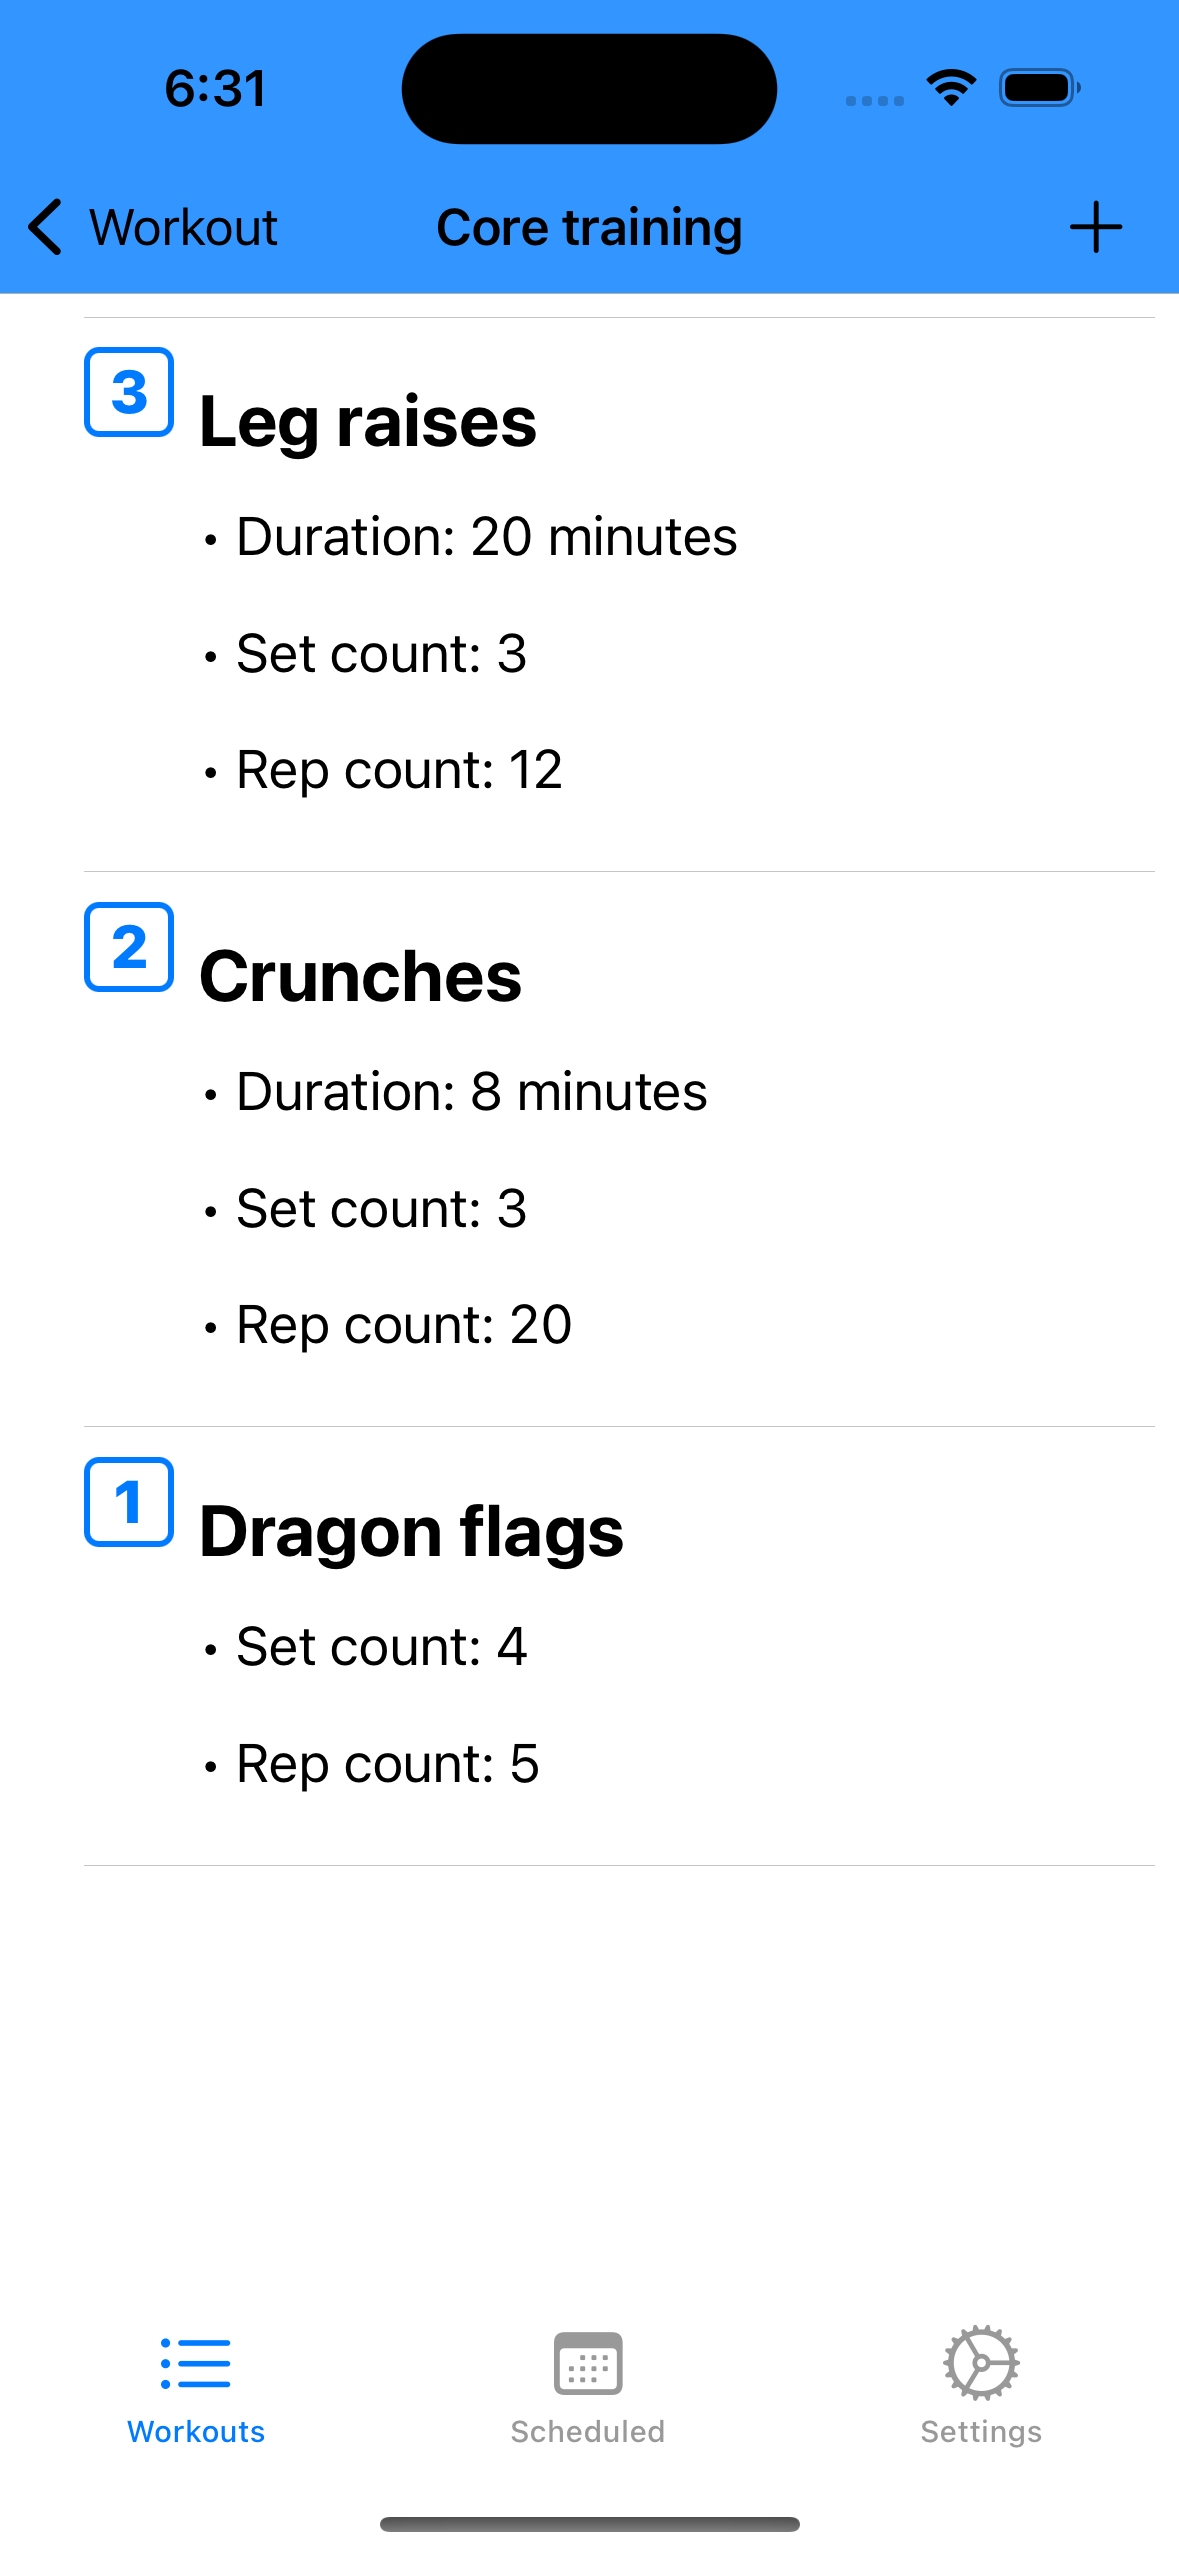 6:31
Workout
Core training
3
Leg raises
• Duration: 20 minutes
• Set count: 3
• Rep count: 12
2
Crunches
• Duration: 8 minutes
• Set count: 3
• Rep count: 20
1
Dragon flags
• Set count: 4
• Rep count: 5
Workouts
Scheduled
Settings